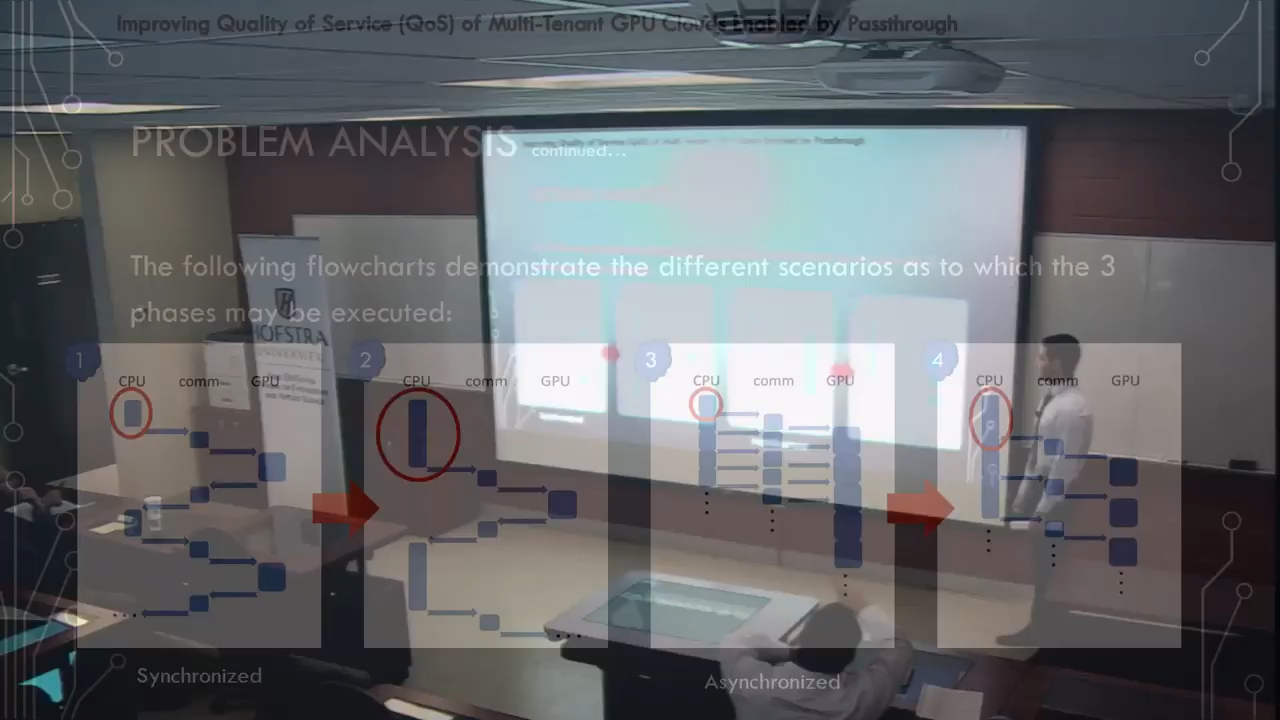 Improving Quality of Service (QoS) of Multi-Tenant GPU Clouds Enabled by Passthrough
PROBLEM ANALYSIS continued...
The following flowcharts demonstrate the different scenarios as to which the 3
phases may be executed:
1 2 3 4
CPU comm GPU CPU comm GPU CPU comm GPU CPU comm GPU
Synchronized Asynchronized
HOFSTRA
UNIVERSITY